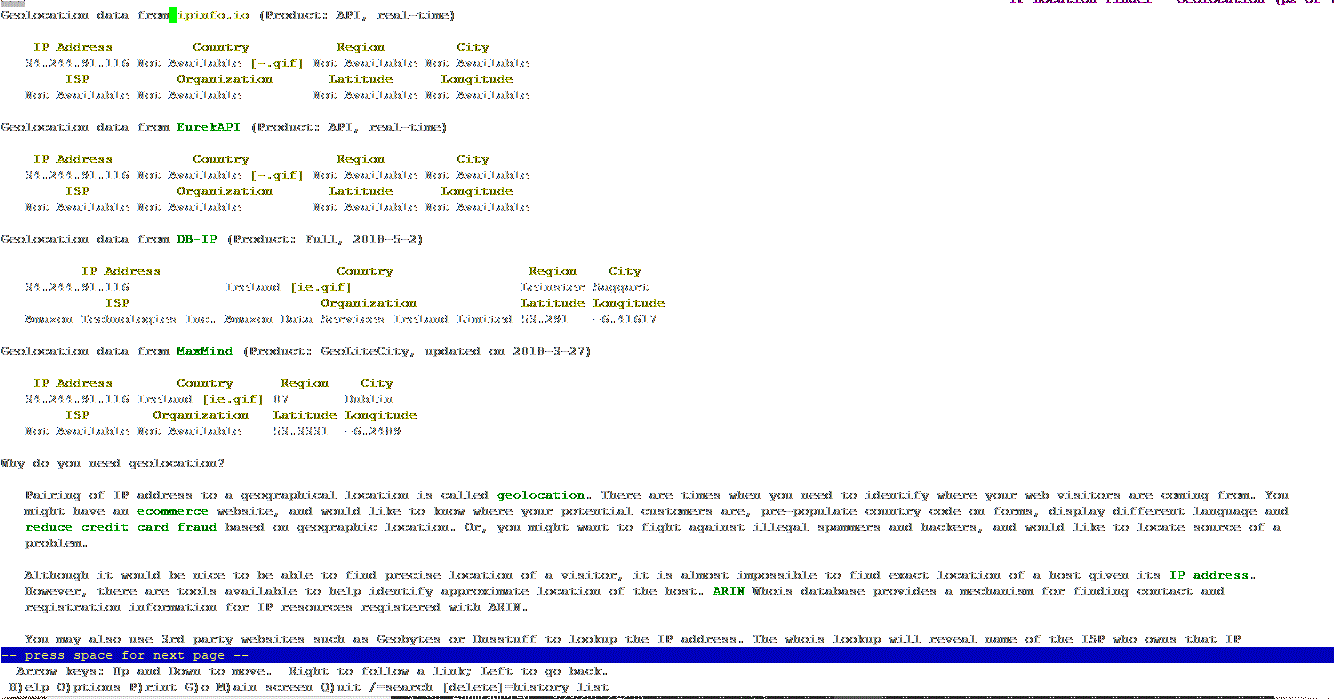 IP Location Finder - Geolocation (p2 of
Geolocation data from ipinfo.io (Product: API, real-time)
IP Address Country Region City
54.244.91.116 Not Available [-.gif] Not Available Not Available
ISP Organization Latitude Longitude
Not Available Not Available Not Available Not Available
Geolocation data from EurekAPI (Product: API, real-time)
IP Address Country Region City
54.244.91.116 Not Available [-.gif] Not Available Not Available
ISP Organization Latitude Longitude
Not Available Not Available Not Available Not Available
Geolocation data from DB-IP (Product: Full, 2018-5-2)
IP Address Country Region City
54.244.91.116 Ireland [ie.gif] Leinster Saggart
ISP Organization Latitude Longitude
Amazon Technologies Inc. Amazon Data Services Ireland Limited 53.291 -6.41617
Geolocation data from MaxMind (Product: GeoLiteCity, updated on 2018-3-27)
IP Address Country Region City
54.244.91.116 Ireland [ie.gif] 07 Dublin
ISP Organization Latitude Longitude
Not Available Not Available 53.3331 -6.2489
Why do you need geolocation?
Pairing of IP address to a geographical location is called geolocation. There are times when you need to identify where your web visitors are coming from. You
might have an ecommerce website, and would like to know where your potential customers are, pre-populate country code on forms, display different language and
reduce credit card fraud based on geographic location. Or, you might want to fight against illegal spammers and hackers, and would like to locate source of a
problem.
Although it would be nice to be able to find precise location of a visitor, it is almost impossible to find exact location of a host given its IP address.
However, there are tools available to help identify approximate location of the host. ARIN Whois database provides a mechanism for finding contact and
registration information for IP resources registered with ARIN.
You may also use 3rd party websites such as Geobytes or Dnsstuff to lookup the IP address. The whois lookup will reveal name of the ISP who owns that IP
-- press space for next page --
Arrow keys: Up and Down to move. Right to follow a link; Left to go back.
H)elp O)ptions P)rint G)o M)ain screen Q)uit /=search [delete]=history list